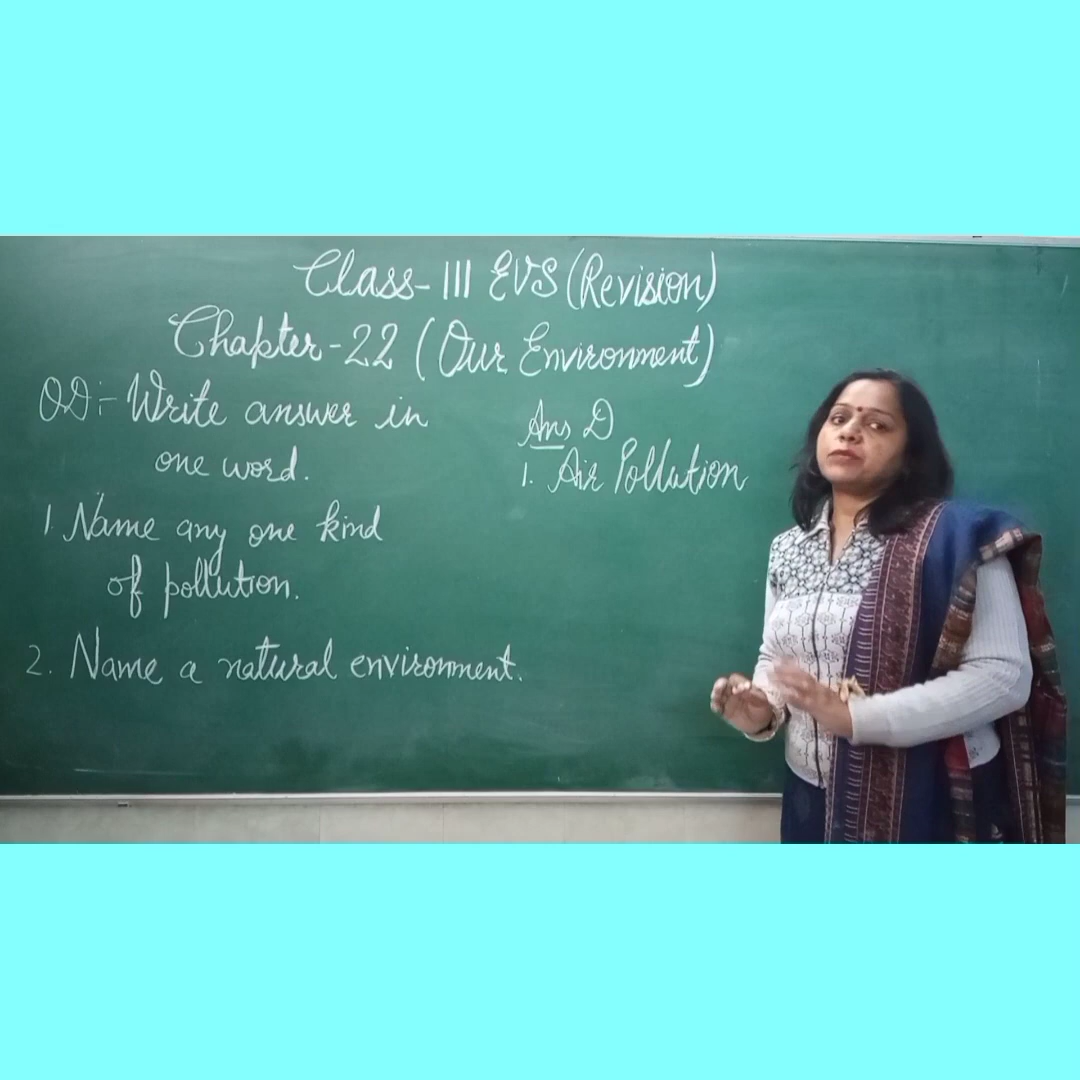 Class-III EVS (Revision)
Chapter-22 (Our Environment)
QD:- Write answer in
one word.
1. Name any one kind
of pollution.
2. Name a natural environment.
Ans D
1. Air Pollution